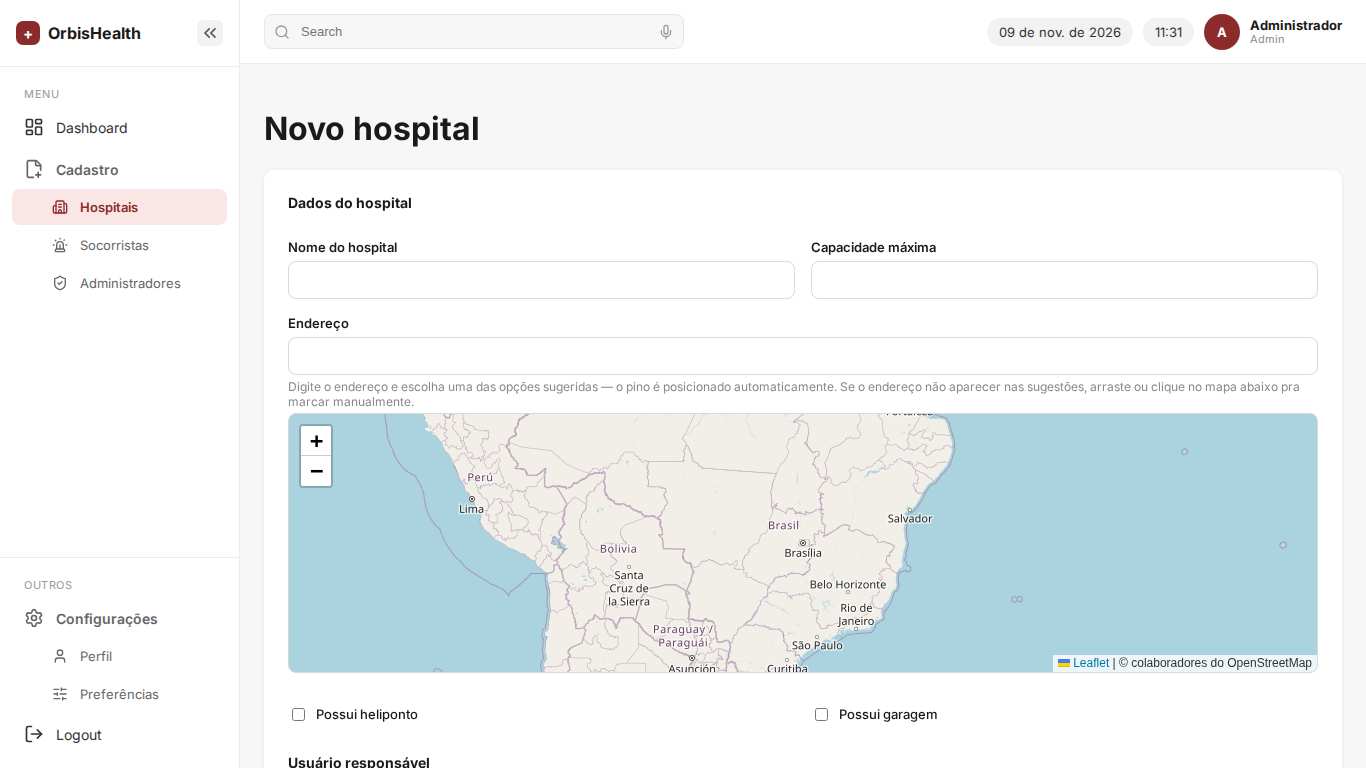 OrbisHealth
Search
09 de nov. de 2026
11:31
A
Administrador
Admin
MENU
Dashboard
Cadastro
Hospitais
Socorristas
Administradores
OUTROS
Configurações
Perfil
Preferências
Logout
Novo hospital
Dados do hospital
Nome do hospital
Capacidade máxima
Endereço
Digite o endereço e escolha uma das opções sugeridas — o pino é posicionado automaticamente. Se o endereço não aparecer nas sugestões, arraste ou clique no mapa abaixo pra
marcar manualmente.
+
−
Fortaleza
Perú
Lima
Salvador
Brasil
Brasília
Bolivia
Santa
Cruz de
la Sierra
Belo Horizonte
Rio de
Janeiro
Paraguay /
Paraguái
São Paulo
Asunción
Curitiba
Leaflet | © colaboradores do OpenStreetMap
Possui heliponto
Possui garagem
Usuário responsável